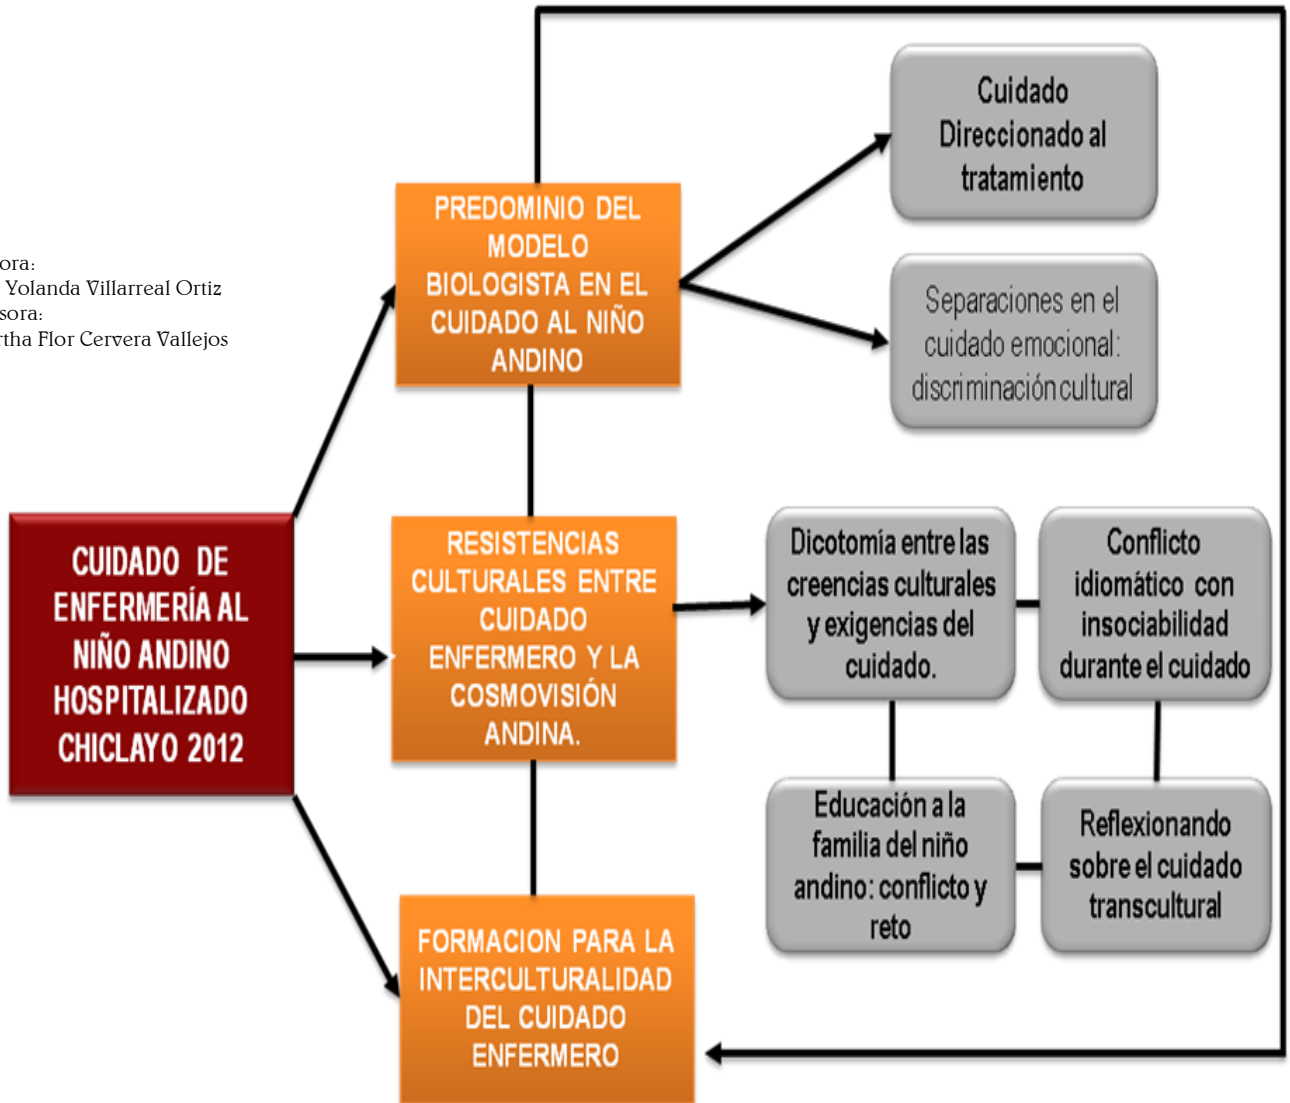 Cuidado
Direccionado al
tratamiento
PREDOMINIO DEL
MODELO
BIOLOGISTA EN EL
CUIDADO AL NIÑO
ANDINO
ora:
Yolanda Villarreal Ortiz
sora:
rtha Flor Cervera Vallejos
Separaciones en el
cuidado emocional:
discriminación cultural
CUIDADO DE
ENFERMERÍA AL
NIÑO ANDINO
HOSPITALIZADO
CHICLAYO 2012
RESISTENCIAS
CULTURALES ENTRE
CUIDADO
ENFERMERO Y LA
COSMOVISIÓN
ANDINA.
Dicotomía entre las
creencias culturales
y exigencias del
cuidado.
Conflicto
idiomático con
insociabilidad
durante el cuidado
Educación a la
familia del niño
andino: conflicto y
reto
Reflexionando
sobre el cuidado
transcultural
FORMACION PARA LA
INTERCULTURALIDAD
DEL CUIDADO
ENFERMERO